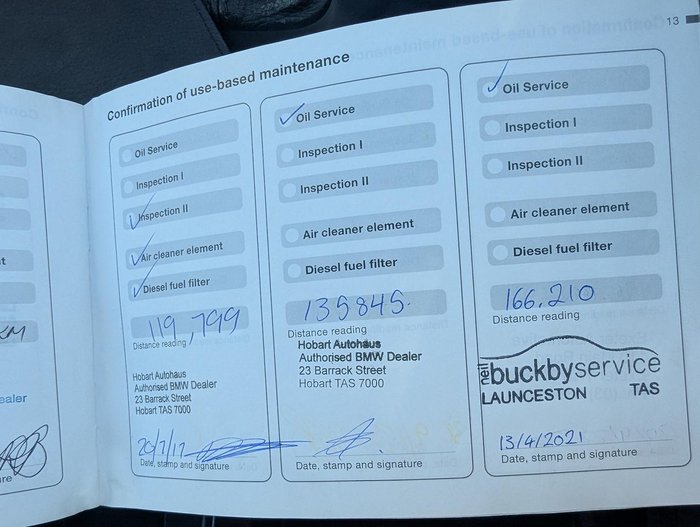 13
Confirmation of use-based maintenance
Oil Service
Inspection I
Inspection II
Air cleaner element
Diesel fuel filter
119,799
Distance reading
Hobart Autohaus
Authorised BMW Dealer
23 Barrack Street
Hobart TAS 7000
Date, stamp and signature
Oil Service
Inspection I
Inspection II
Air cleaner element
Diesel fuel filter
135845.
Distance reading
Hobart Autohaus
Authorised BMW Dealer
23 Barrack Street
Hobart TAS 7000
Date, stamp and signature
Oil Service
Inspection I
Inspection II
Air cleaner element
Diesel fuel filter
166,210
Distance reading
neil buckbyservice
LAUNCESTON TAS
13/4/2021
Date, stamp and signature